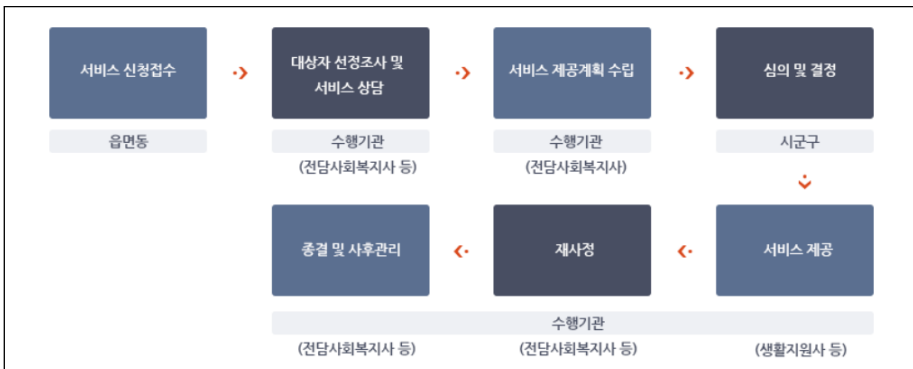 서비스 신청접수
대상자 선정조사 및
서비스 상담
서비스 제공계획 수립
심의 및 결정
읍면동
수행기관
수행기관
시군구
(전담사회복지사 등)
(전담사회복지사)
종결 및 사후관리
재사정
서비스 제공
수행기관
(전담사회복지사 등)
(전담사회복지사 등)
(생활지원사 등)